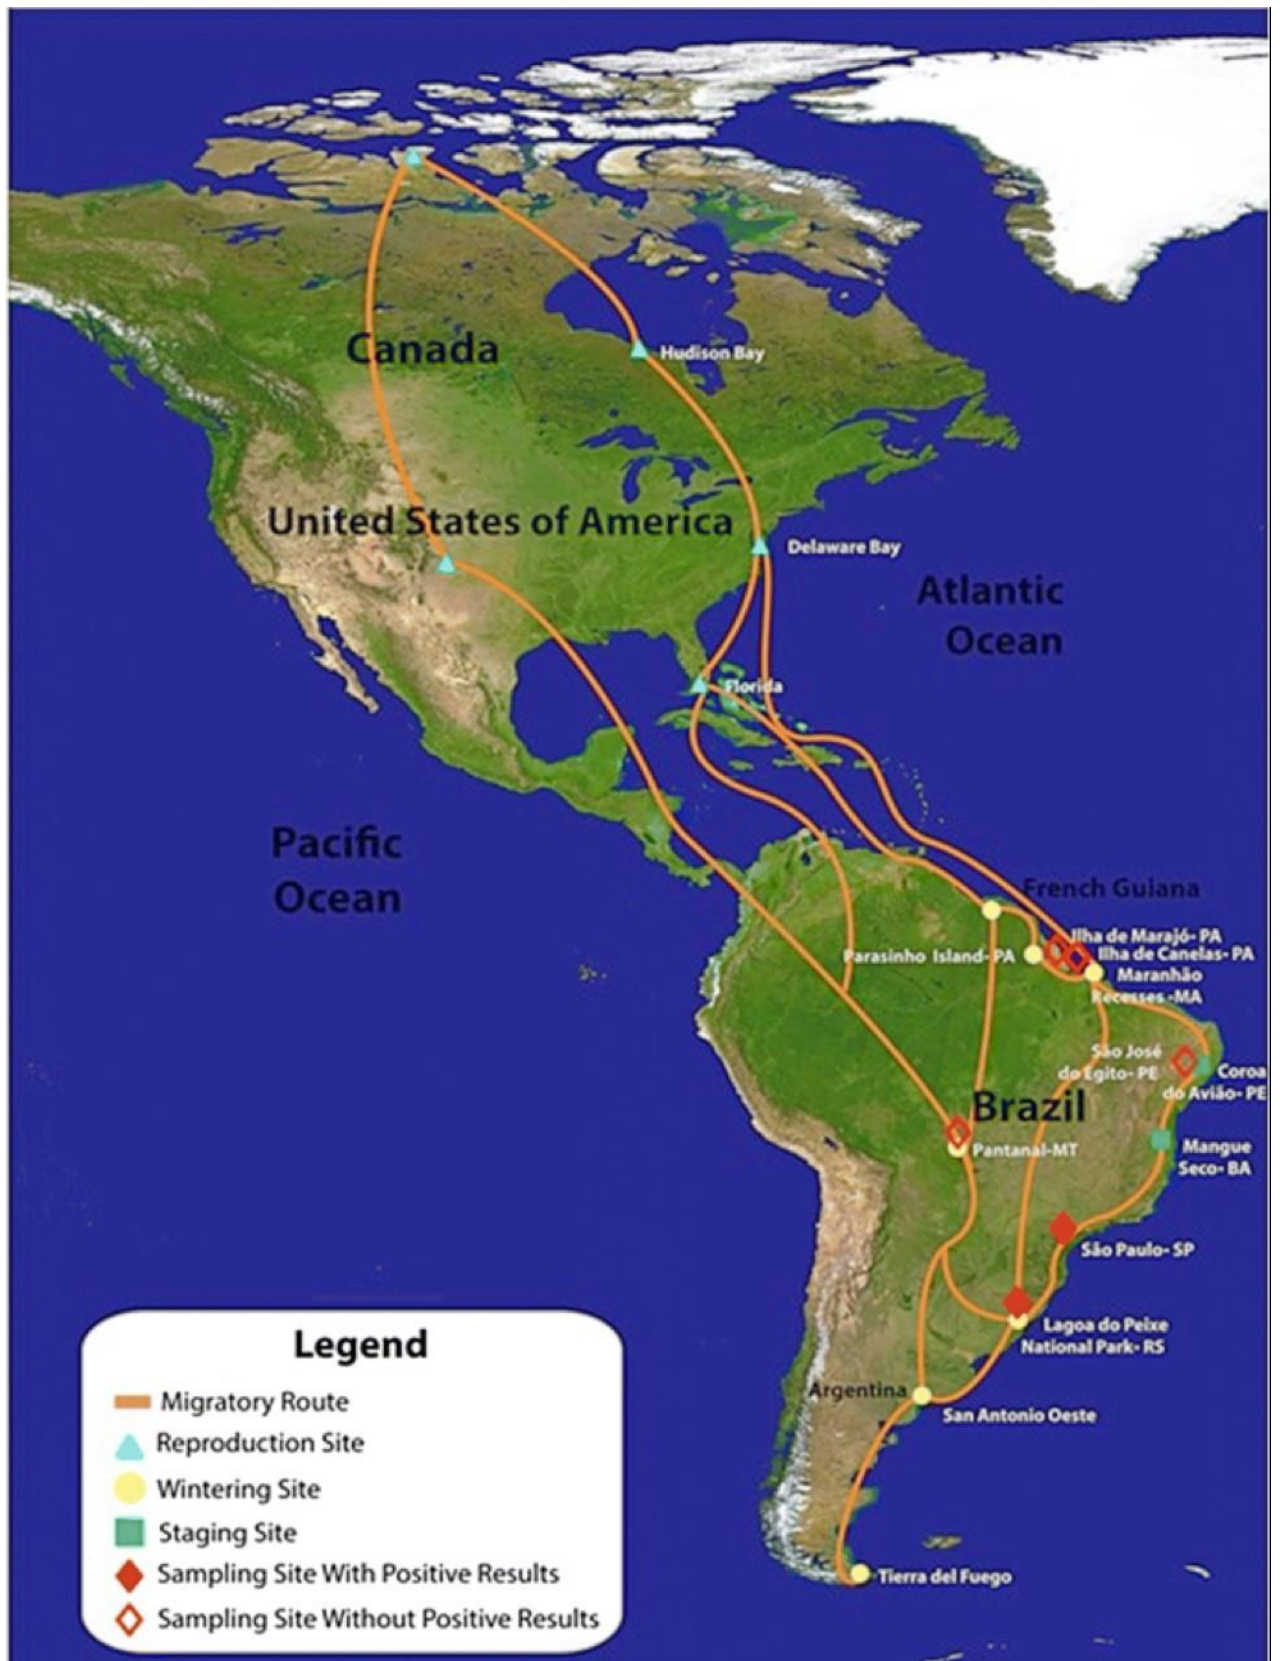 Canada
Hudison Bay
United States of America
Delaware Bay
Atlantic
Ocean
Florida
Pacific
Ocean
French Guiana
Ilha de Marajó- PA
Parasinho Island- PA
Ilha de Canelas- PA
Maranhão
Recesses -MA
São José
do Egito- PE
Coroa
do Avião- PE
Brazil
Pantanal-MT
Mangue
Seco- BA
São Paulo- SP
Lagoa do Peixe
National Park- RS
Argentina
San Antonio Oeste
Tierra del Fuego
Legend
Migratory Route
Reproduction Site
Wintering Site
Staging Site
Sampling Site With Positive Results
Sampling Site Without Positive Results